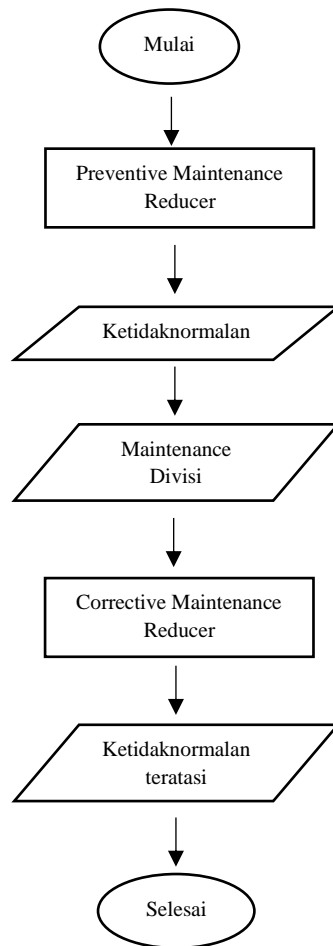 Mulai
Preventive Maintenance
Reducer
Ketidaknormalan
Maintenance
Divisi
Corrective Maintenance
Reducer
Ketidaknormalan
teratasi
Selesai